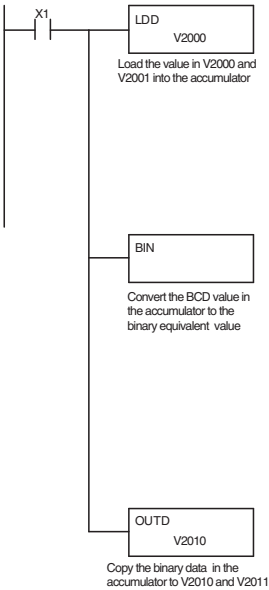 X1
LDD
V2000
Load the value in V2000 and
V2001 into the accumulator
BIN
Convert the BCD value in
the accumulator to the
binary equivalent value
OUTD
V2010
Copy the binary data in the
accumulator to V2010 and V2011